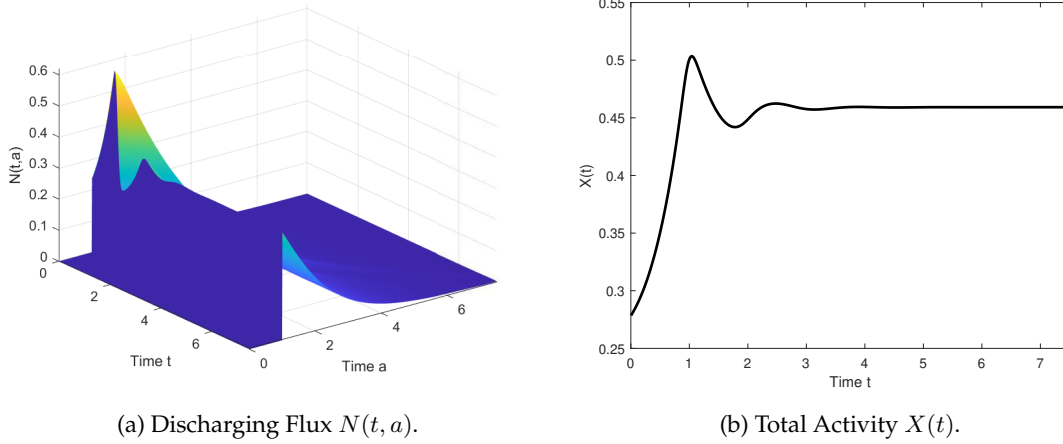 0.6
0.5
0.4
0.3
0.2
0.1
0
N(t,a)
0
2
4
6
Time t
0
2
4
6
Time a
(a) Discharging Flux N(t, a).
0.55
0.5
0.45
0.4
0.35
0.3
0.25
X(t)
0 1 2 3 4 5 6 7
Time t
(b) Total Activity X(t).